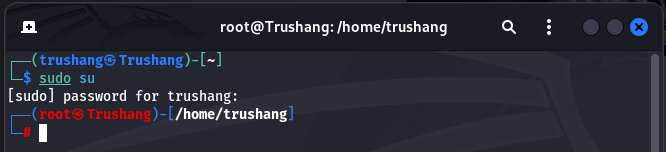 root@Trushang: /home/trushang
┌──(trushang㉿Trushang)-[~]
└─$ sudo su
[sudo] password for trushang:
┌──(root㉿Trushang)-[/home/trushang]
└─#